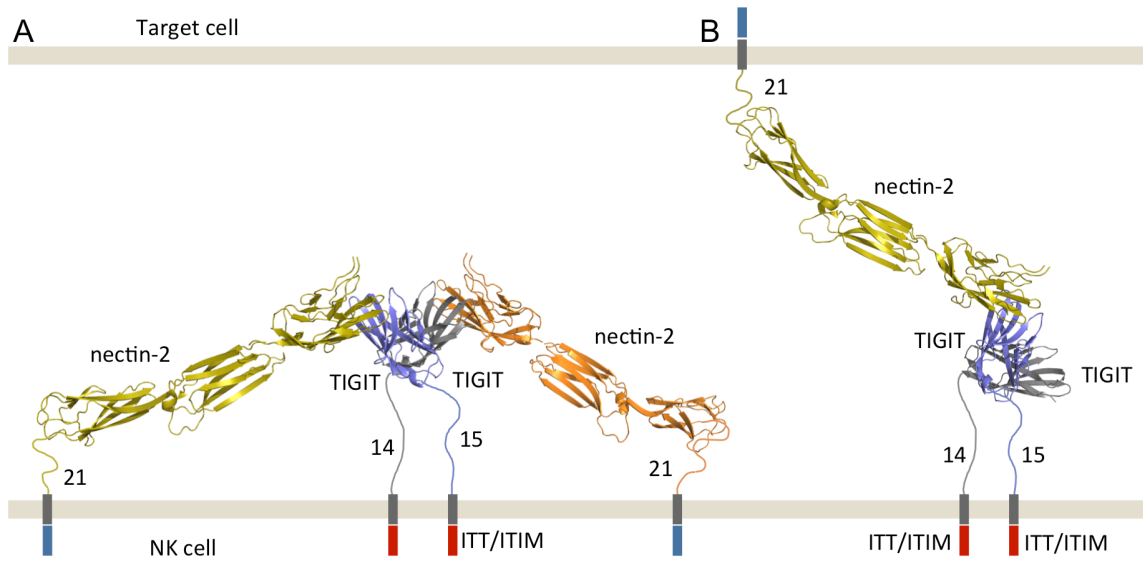 A
Target cell
B
21
nectin-2
nectin-2
nectin-2
TIGIT
TIGIT
TIGIT
TIGIT
14
15
14
15
21
21
ITT/ITIM
ITT/ITIM
ITT/ITIM
NK cell